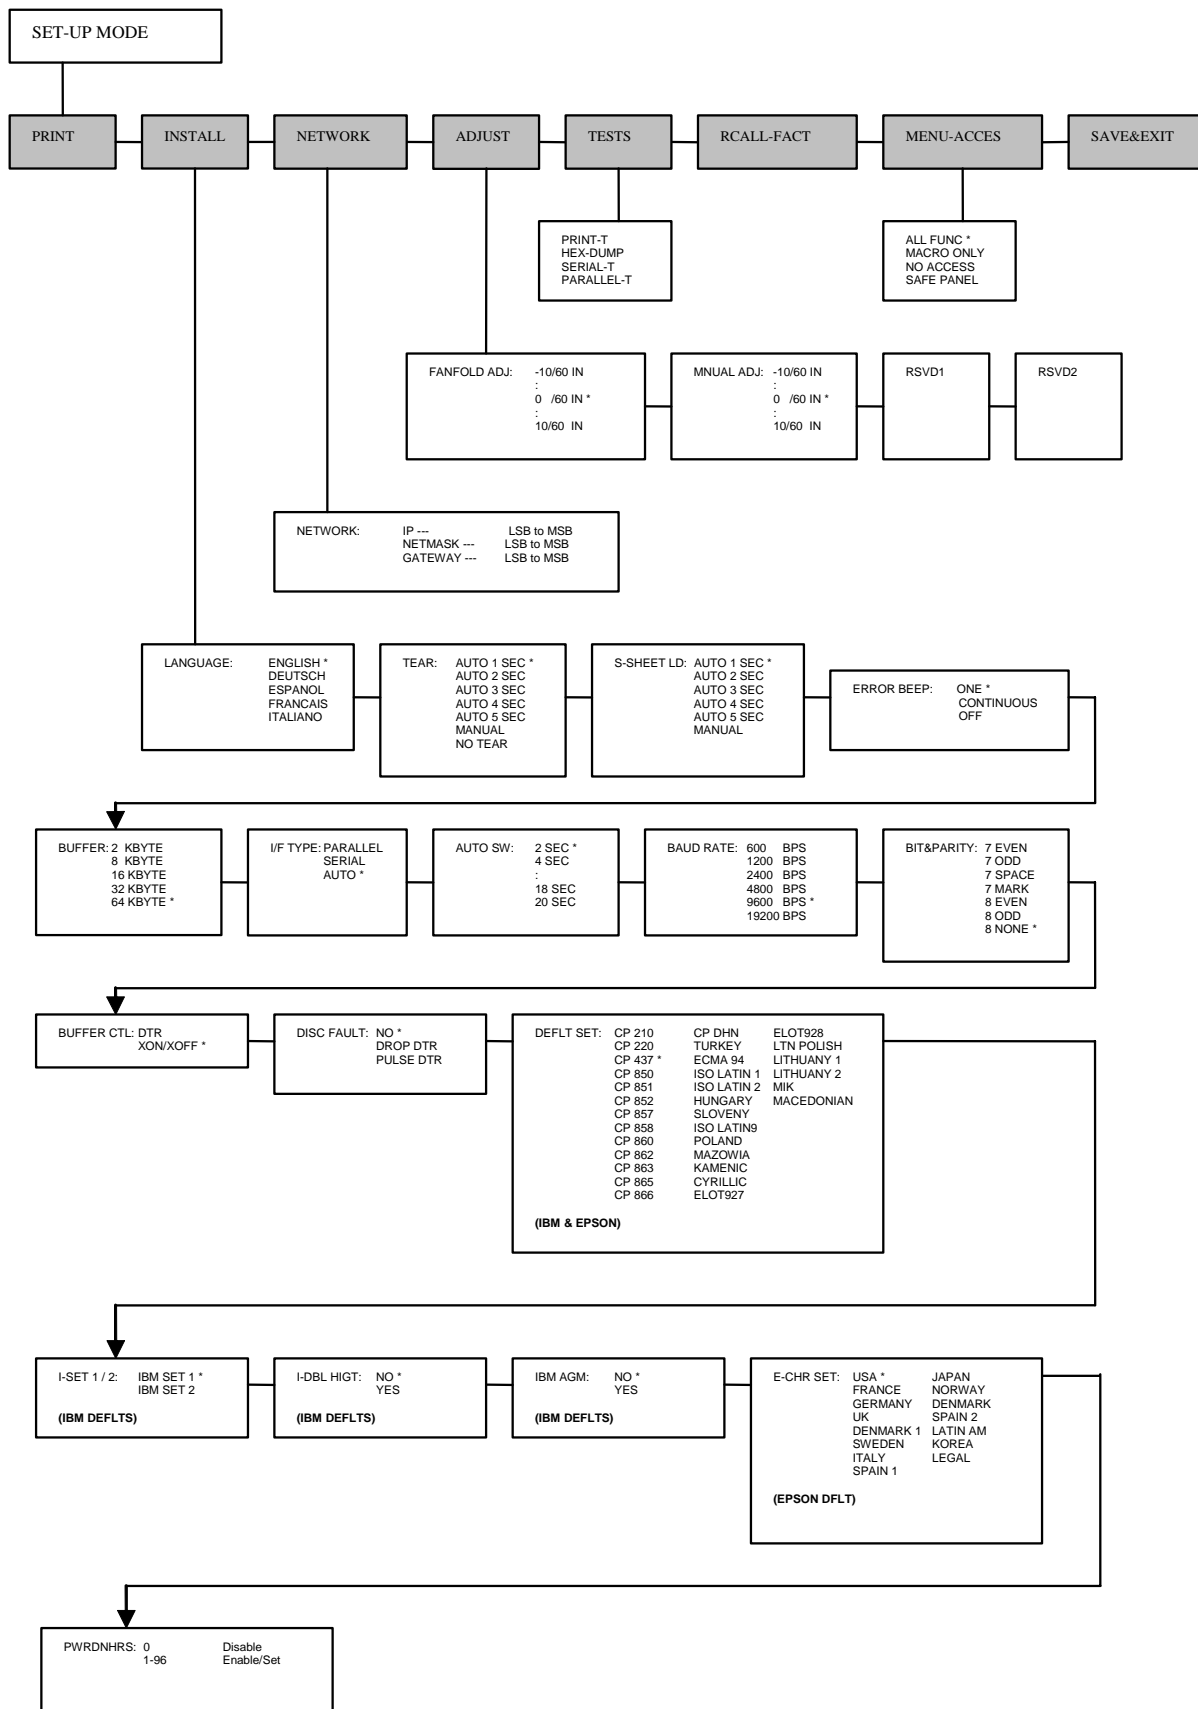 SET-UP MODE
PRINT
INSTALL
NETWORK
ADJUST
TESTS
RCALL-FACT
MENU-ACCES
SAVE&EXIT
PRINT-T
HEX-DUMP
SERIAL-T
PARALLEL-T
ALL FUNC *
MACRO ONLY
NO ACCESS
SAFE PANEL
FANFOLD ADJ: -10/60 IN
:
0 /60 IN *
:
10/60 IN
MNUAL ADJ: -10/60 IN
:
0 /60 IN *
:
10/60 IN
RSVD1
RSVD2
NETWORK: IP --- LSB to MSB
NETMASK --- LSB to MSB
GATEWAY --- LSB to MSB
LANGUAGE: ENGLISH *
DEUTSCH
ESPANOL
FRANCAIS
ITALIANO
TEAR: AUTO 1 SEC *
AUTO 2 SEC
AUTO 3 SEC
AUTO 4 SEC
AUTO 5 SEC
MANUAL
NO TEAR
S-SHEET LD: AUTO 1 SEC *
AUTO 2 SEC
AUTO 3 SEC
AUTO 4 SEC
AUTO 5 SEC
MANUAL
ERROR BEEP: ONE *
CONTINUOUS
OFF
BUFFER: 2 KBYTE
8 KBYTE
16 KBYTE
32 KBYTE
64 KBYTE *
I/F TYPE: PARALLEL
SERIAL
AUTO *
AUTO SW: 2 SEC *
4 SEC
:
18 SEC
20 SEC
BAUD RATE: 600 BPS
1200 BPS
2400 BPS
4800 BPS
9600 BPS *
19200 BPS
BIT&PARITY: 7 EVEN
7 ODD
7 SPACE
7 MARK
8 EVEN
8 ODD
8 NONE *
BUFFER CTL: DTR
XON/XOFF *
DISC FAULT: NO *
DROP DTR
PULSE DTR
DEFLT SET: CP 210 CP DHN ELOT928
CP 220 TURKEY LTN POLISH
CP 437 * ECMA 94 LITHUANY 1
CP 850 ISO LATIN 1 LITHUANY 2
CP 851 ISO LATIN 2 MIK
CP 852 HUNGARY MACEDONIAN
CP 857 SLOVENY
CP 858 ISO LATIN9
CP 860 POLAND
CP 862 MAZOWIA
CP 863 KAMENIC
CP 865 CYRILLIC
CP 866 ELOT927
(IBM & EPSON)
I-SET 1 / 2: IBM SET 1 *
IBM SET 2
(IBM DEFLTS)
I-DBL HIGT: NO *
YES
(IBM DEFLTS)
IBM AGM: NO *
YES
(IBM DEFLTS)
E-CHR SET: USA * JAPAN
FRANCE NORWAY
GERMANY DENMARK
UK SPAIN 2
DENMARK 1 LATIN AM
SWEDEN KOREA
ITALY LEGAL
SPAIN 1
(EPSON DFLT)
PWRDNHRS: 0 Disable
1-96 Enable/Set